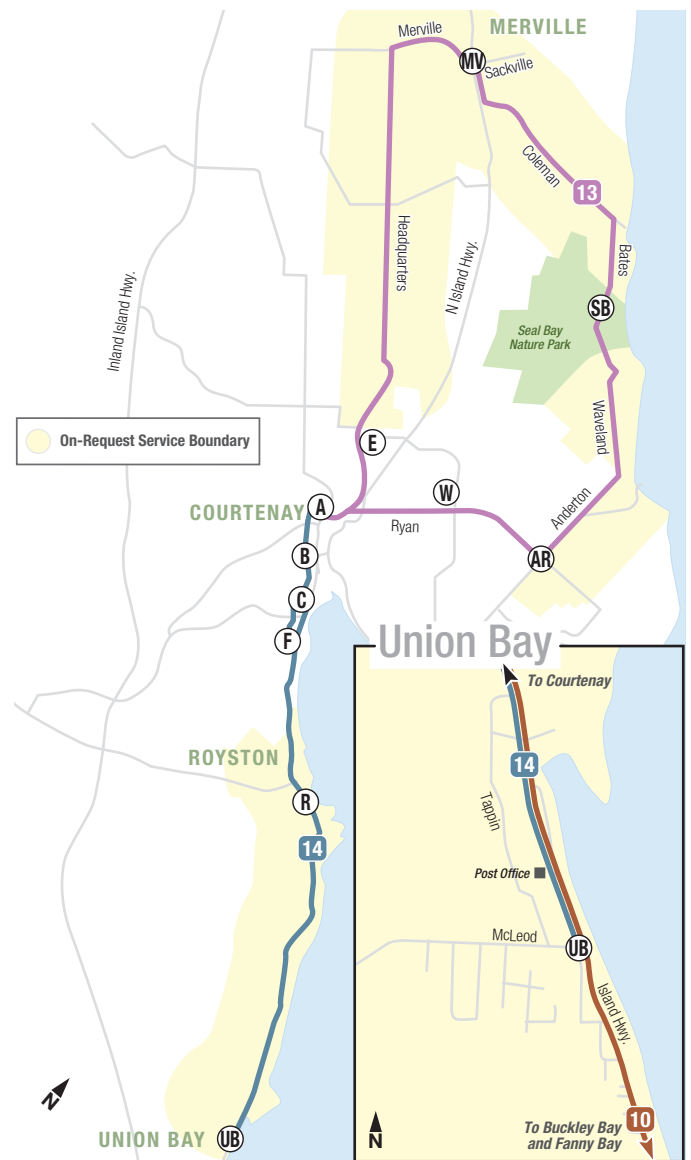 MERVILLE
Merville
MV
Sackville
Coleman
13
Headquarters
N Island Hwy.
Bates
Inland Island Hwy.
SB
Seal Bay
Nature Park
Waveland
On-Request Service Boundary
E
W
COURTENAY
A
Ryan
Anderton
B
AR
C
F
ROYSTON
R
14
UNION BAY
UB
N
Union Bay
To Courtenay
14
Tappin
Post Office
McLeod
UB
Island Hwy.
10
To Buckley Bay
and Fanny Bay
N